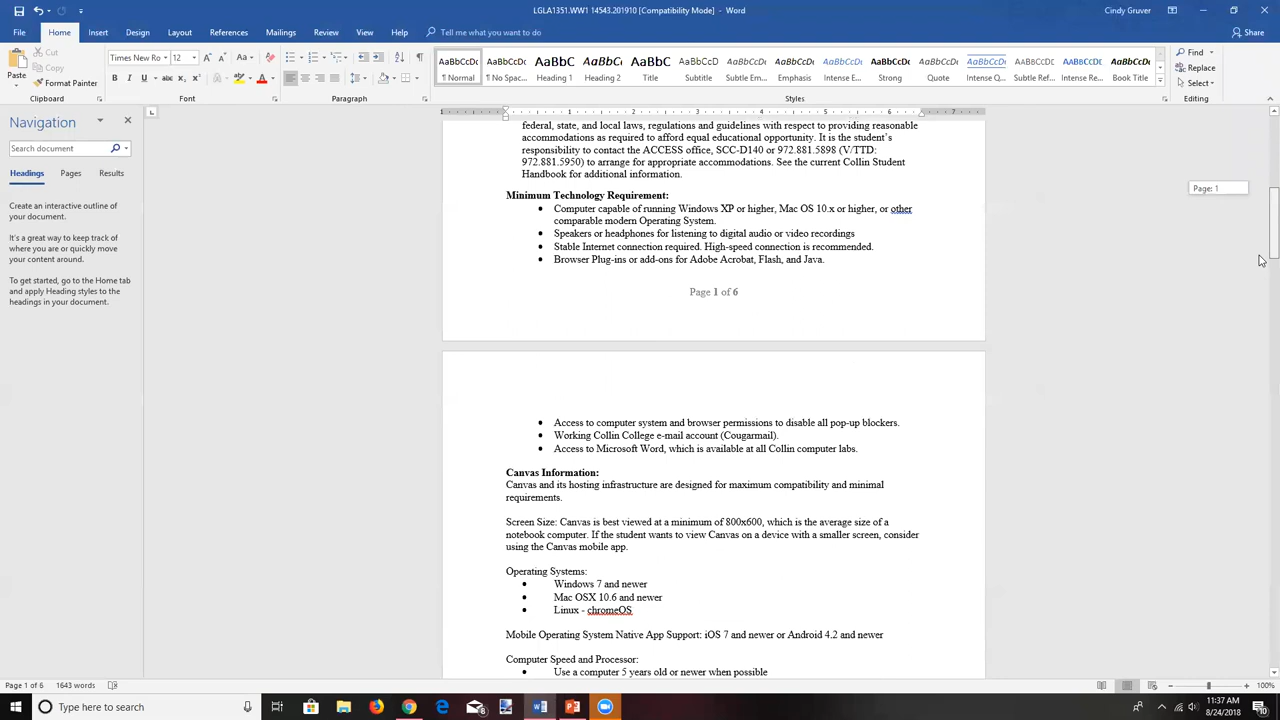 LGLA1351.WW1 -14543.201910 [Compatibility Mode] - Word
Cindy Gruver
File Home Insert Draw Design Layout References Mailings Review View Help Tell me what you want to do Share
Paste
Cut
Copy
Format Painter
Times New Ro 12
AaBbCcDc AaBbCcDc AaBbC AaBbCc AaBbC AaBbCcD AaBbCcDc AaBbCcDc AaBbCcDc AaBbCcDc AaBbCcDc AaBbCcDc AaBbCcDc AABBCCDE AABBCCDE AaBbCcDc
¶ Normal ¶ No Spac... Heading 1 Heading 2 Title Subtitle Subtle Em... Emphasis Intense E... Strong Quote Intense Q... Subtle Ref... Intense Re... Book Title
Find
Replace
Select
Clipboard Font Paragraph Styles Editing
Navigation
Search document
Headings Pages Results
Create an interactive outline of
your document.
It's a great way to keep track of
where you are or quickly move
your content around.
To get started, go to the Home tab
and apply Heading styles to the
headings in your document.
1 1 2 3 4 5 6 7
federal, state, and local laws, regulations and guidelines with respect to providing reasonable
accommodations as required to afford equal educational opportunity. It is the student's
responsibility to contact the ACCESS office, SCC-D140 or 972.881.5898 (V/TTD:
972.881.5950) to arrange for appropriate accommodations. See the current Collin Student
Handbook for additional information.
Page: 1
Minimum Technology Requirement:
• Computer capable of running Windows XP or higher, Mac OS 10.x or higher, or other
comparable modern Operating System.
• Speakers or headphones for listening to digital audio or video recordings
• Stable Internet connection required. High-speed connection is recommended.
• Browser Plug-ins or add-ons for Adobe Acrobat, Flash, and Java.
Page 1 of 6
• Access to computer system and browser permissions to disable all pop-up blockers.
• Working Collin College e-mail account (Cougarmail).
• Access to Microsoft Word, which is available at all Collin computer labs.
Canvas Information:
Canvas and its hosting infrastructure are designed for maximum compatibility and minimal
requirements.
Screen Size: Canvas is best viewed at a minimum of 800x600, which is the average size of a
notebook computer. If the student wants to view Canvas on a device with a smaller screen, consider
using the Canvas mobile app.
Operating Systems:
• Windows 7 and newer
• Mac OSX 10.6 and newer
• Linux - chromeOS
Mobile Operating System Native App Support: iOS 7 and newer or Android 4.2 and newer
Computer Speed and Processor:
• Use a computer 5 years old or newer when possible
Page 1 of 6 1643 words 100%
Type here to search
11:37 AM
8/24/2018